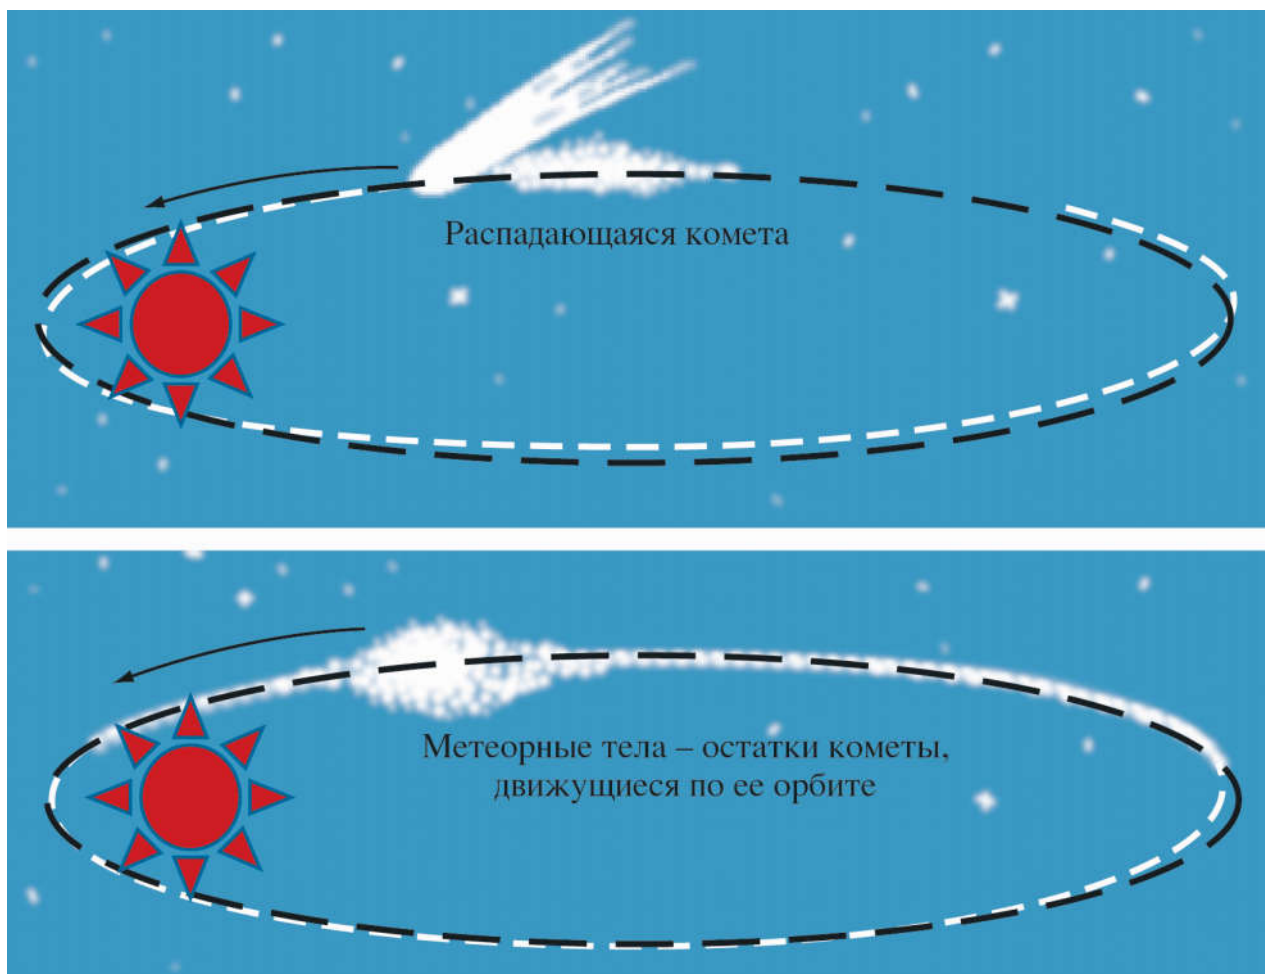 Распадающаяся комета
Метеорные тела – остатки кометы,
движущиеся по ее орбите